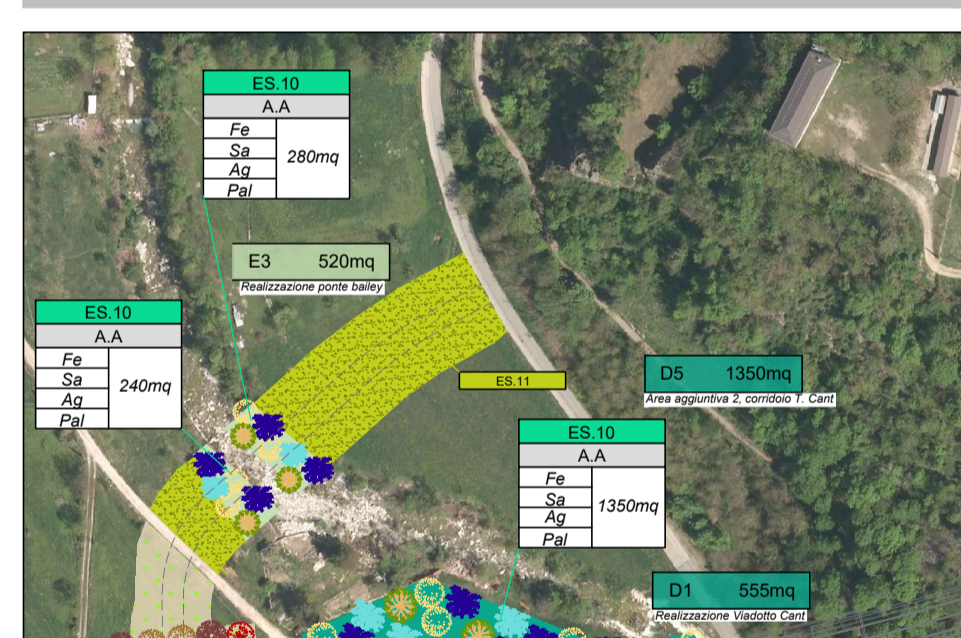 ES.10
A.A
Fe
Sa
Ag
Pal
280mq
E3 520mq
Realizzazione ponte bailey
ES.10
A.A
Fe
Sa
Ag
Pal
240mq
ES.11
D5 1350mq
Area aggiuntiva 2, corridoio T. Cant
ES.10
A.A
Fe
Sa
Ag
Pal
1350mq
D1 555mq
Realizzazione Viadotto Cant